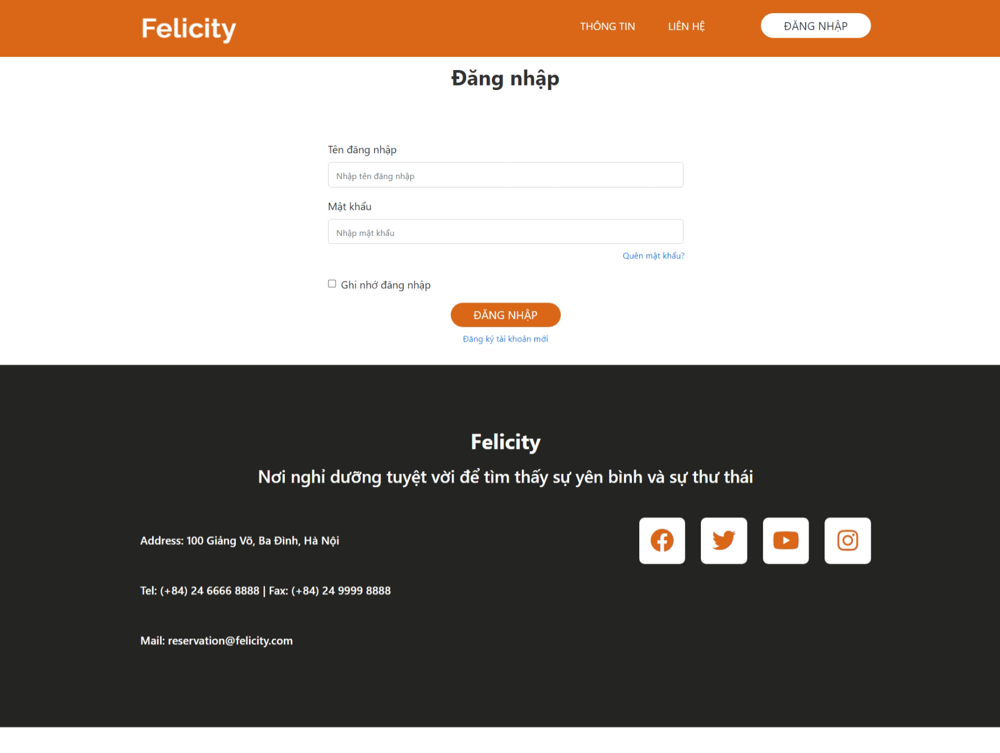 Felicity
THÔNG TIN
LIÊN HỆ
ĐĂNG NHẬP
Đăng nhập
Tên đăng nhập
Nhập tên đăng nhập
Mật khẩu
Nhập mật khẩu
Quên mật khẩu?
Ghi nhớ đăng nhập
ĐĂNG NHẬP
Đăng ký tài khoản mới
Felicity
Nơi nghỉ dưỡng tuyệt vời để tìm thấy sự yên bình và sự thư thái
Address: 100 Giảng Võ, Ba Đình, Hà Nội
Tel: (+84) 24 6666 8888 | Fax: (+84) 24 9999 8888
Mail: reservation@felicity.com